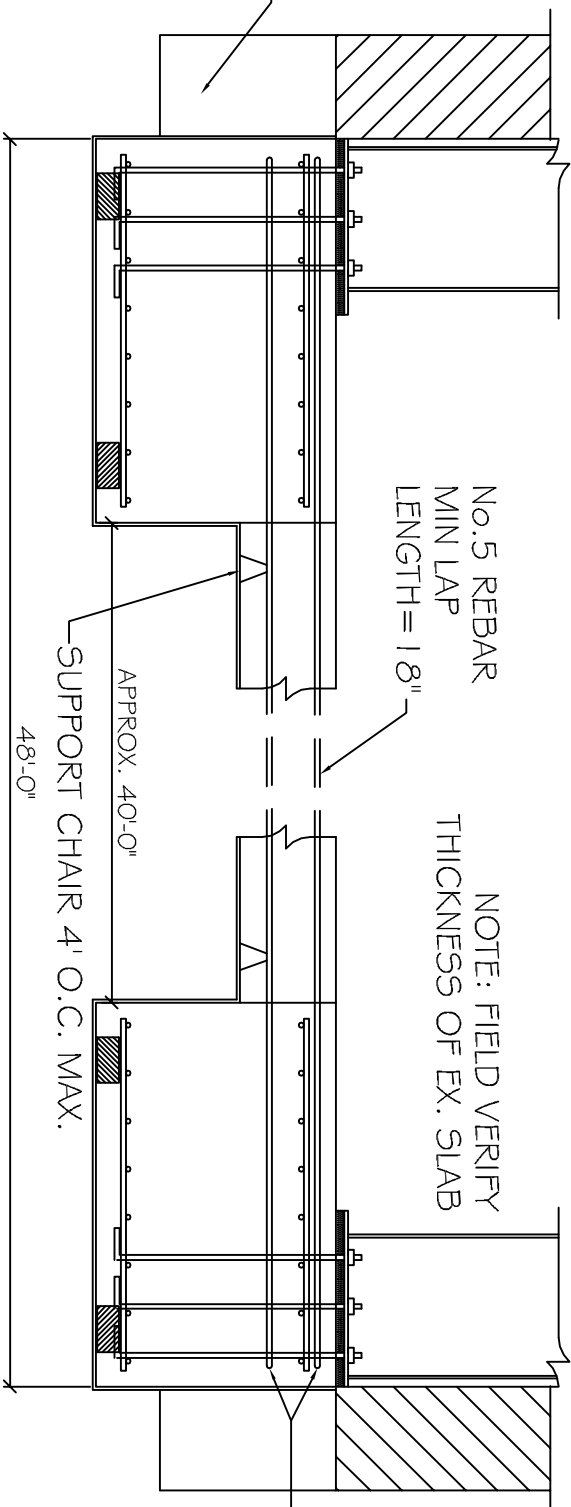 No.5 REBAR
MIN LAP
LENGTH= 18"
NOTE: FIELD VERIFY
THICKNESS OF EX. SLAB
APPROX. 40'-0"
SUPPORT CHAIR 4' O.C. MAX.
48'-0"